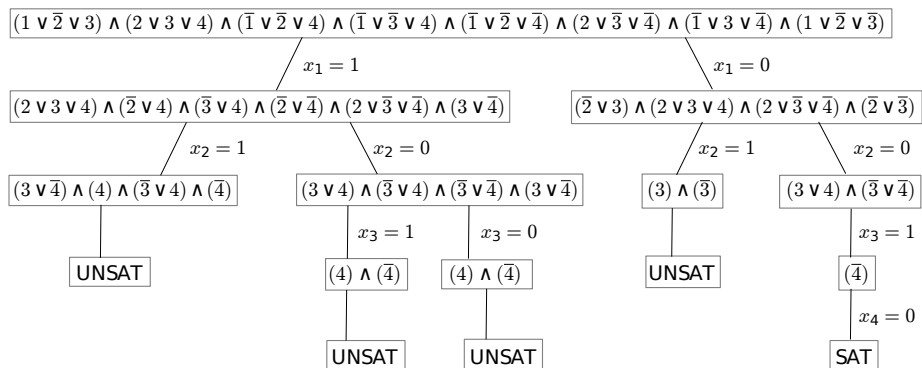 (1 ∨ 2̅ ∨ 3) ∧ (2 ∨ 3 ∨ 4) ∧ (1̅ ∨ 2̅ ∨ 4) ∧ (1̅ ∨ 3̅ ∨ 4) ∧ (1̅ ∨ 2̅ ∨ 4̅) ∧ (2 ∨ 3̅ ∨ 4̅) ∧ (1̅ ∨ 3 ∨ 4̅) ∧ (1 ∨ 2̅ ∨ 3̅)
x₁ = 1 x₁ = 0
(2 ∨ 3 ∨ 4) ∧ (2̅ ∨ 4) ∧ (3̅ ∨ 4) ∧ (2̅ ∨ 4̅) ∧ (2 ∨ 3̅ ∨ 4̅) ∧ (3 ∨ 4̅) (2̅ ∨ 3) ∧ (2 ∨ 3 ∨ 4) ∧ (2 ∨ 3̅ ∨ 4̅) ∧ (2̅ ∨ 3̅)
x₂ = 1 x₂ = 0 x₂ = 1 x₂ = 0
(3 ∨ 4̅) ∧ (4) ∧ (3̅ ∨ 4) ∧ (4̅) (3 ∨ 4) ∧ (3̅ ∨ 4) ∧ (3̅ ∨ 4̅) ∧ (3 ∨ 4̅) (3) ∧ (3̅) (3 ∨ 4) ∧ (3̅ ∨ 4̅)
x₃ = 1 x₃ = 0 x₃ = 1
UNSAT (4) ∧ (4̅) (4) ∧ (4̅) UNSAT (4̅)
x₄ = 0
UNSAT UNSAT SAT